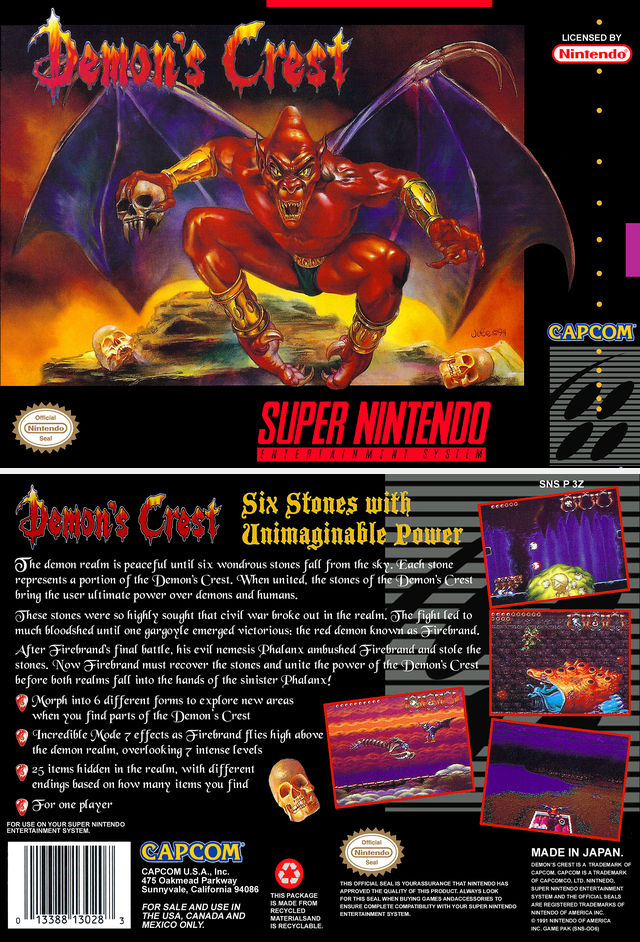 Demon's Crest
LICENSED BY
Nintendo
JULEE 94
CAPCOM
Official
Nintendo
Seal
SUPER NINTENDO
ENTERTAINMENT SYSTEM
SNS P 3Z
Demon's Crest
Six Stones with
Unimaginable Power
The demon realm is peaceful until six wondrous stones fall from the sky. Each stone
represents a portion of the Demon's Crest. When united, the stones of the Demon's Crest
bring the user ultimate power over demons and humans.
These stones were so highly sought that civil war broke out in the realm. The fight led to
much bloodshed until one gargoyle emerged victorious; the red demon known as Firebrand.
After Firebrand's final battle, his evil nemesis Phalanx ambushed Firebrand and stole the
stones. Now Firebrand must recover the stones and unite the power of the Demon's Crest
before both realms fall into the hands of the sinister Phalanx!
Morph into 6 different forms to explore new areas
when you find parts of the Demon's Crest
Incredible Mode 7 effects as Firebrand flies high above
the demon realm, overlooking 7 intense levels
25 items hidden in the realm, with different
endings based on how many items you find
For one player
FOR USE ON YOUR SUPER NINTENDO
ENTERTAINMENT SYSTEM.
0 13388 13028 3
CAPCOM
CAPCOM U.S.A., Inc.
475 Oakmead Parkway
Sunnyvale, California 94086
FOR SALE AND USE IN
THE USA, CANADA AND
MEXICO ONLY.
THIS PACKAGE
IS MADE FROM
RECYCLED
MATERIALSAND
IS RECYCLABLE.
Official
Nintendo
Seal
THIS OFFICIAL SEAL IS YOURASSURANCE THAT NINTENDO HAS
APPROVED THE QUALITY OF THIS PRODUCT. ALWAYS LOOK
FOR THIS SEAL WHEN BUYING GAMES ANDACCESSORIES TO
ENSURE COMPLETE COMPATIBILITY WITH YOUR SUPER NINTENDO
ENTERTAINMENT SYSTEM.
MADE IN JAPAN.
DEMON'S CREST IS A TRADEMARK OF
CAPCOM. CAPCOM IS A TRADEMARK
OF CAPCOMCO, LTD. NINTNEDO,
SUPER NINTENDO ENTERTAINMENT
SYSTEM AND THE OFFICIAL SEALS
ARE REGISTERED TRADEMARKS OF
NINTENDO OF AMERICA INC.
© 1991 NINTENDO OF AMERICA
INC. GAME PAK (SNS-OD6)